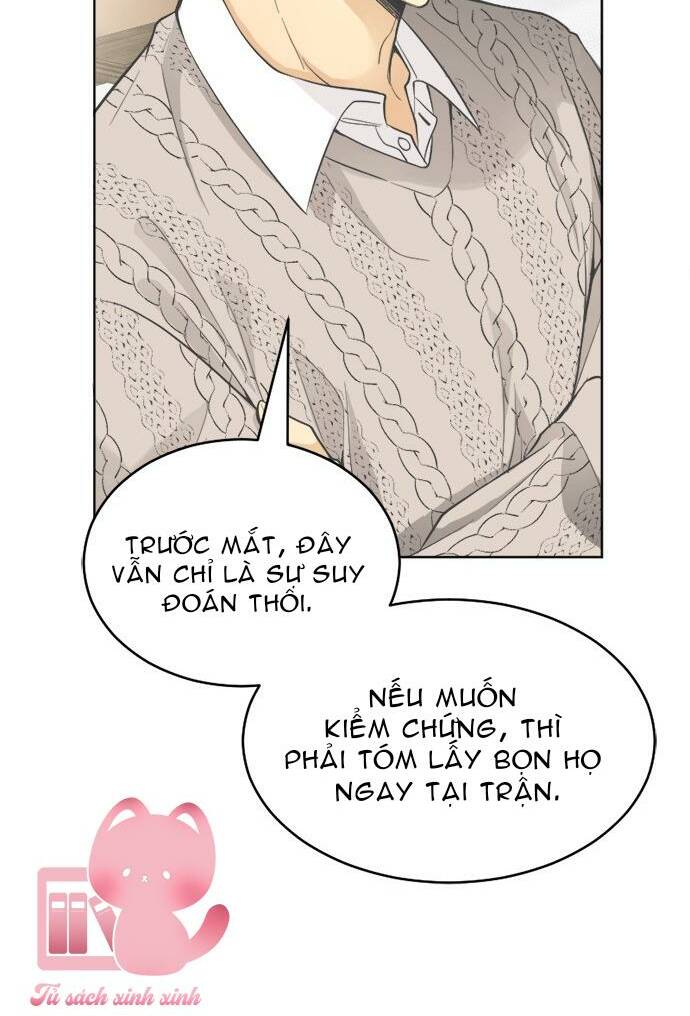 TRƯỚC MẮT, ĐÂY
VẪN CHỈ LÀ SỰ SUY
ĐOÁN THÔI.
NẾU MUỐN
KIỂM CHỨNG, THÌ
PHẢI TÓM LẤY BỌN HỌ
NGAY TẠI TRẬN.
Tủ sách xinh xinh